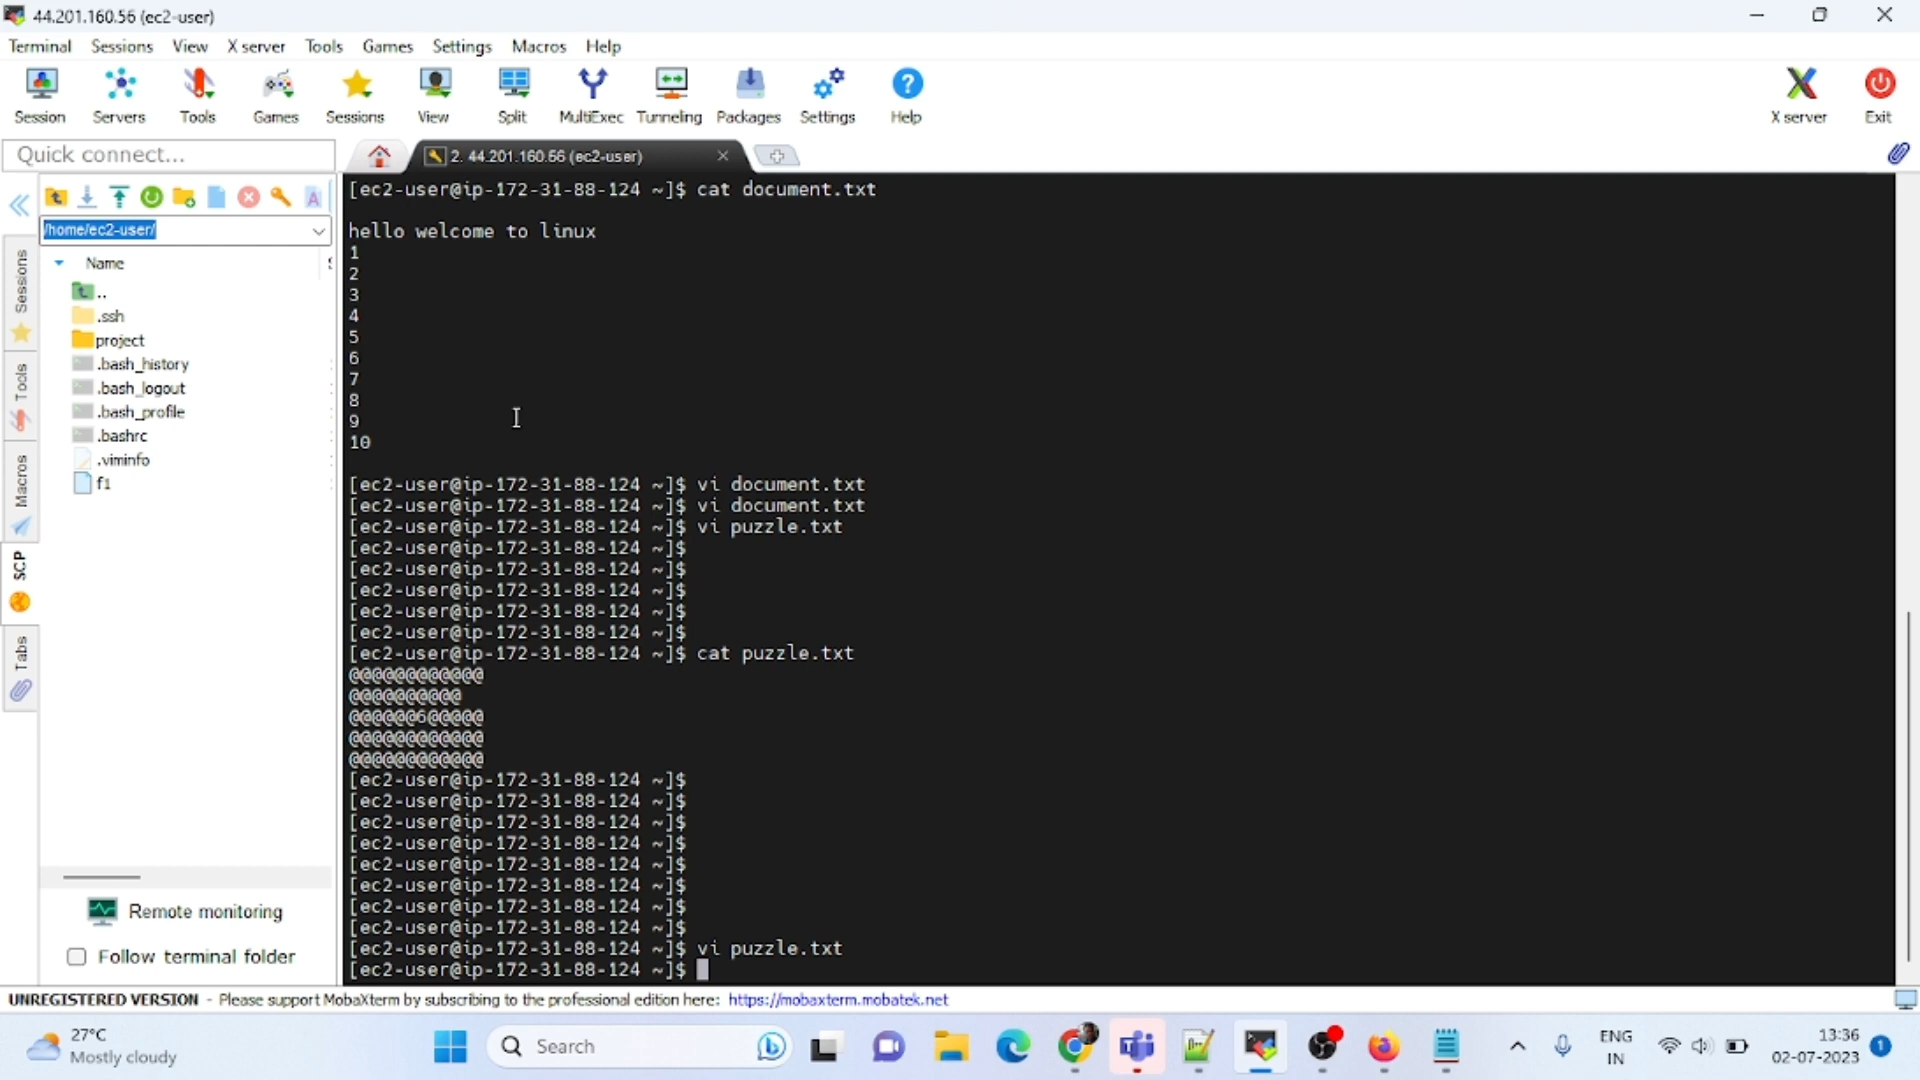 44.201.160.56 (ec2-user)
Terminal Sessions View X server Tools Games Settings Macros Help
Session Servers Tools Games Sessions View Split MultiExec Tunneling Packages Settings Help X server Exit
Quick connect...
2. 44.201.160.56 (ec2-user)
/home/ec2-user/
Name
..
.ssh
project
.bash_history
.bash_logout
.bash_profile
.bashrc
.viminfo
f1
Sessions
Tools
Macros
SCP
Tabs
Remote monitoring
Follow terminal folder
[ec2-user@ip-172-31-88-124 ~]$ cat document.txt
hello welcome to linux
1
2
3
4
5
6
7
8
9
10
[ec2-user@ip-172-31-88-124 ~]$ vi document.txt
[ec2-user@ip-172-31-88-124 ~]$ vi document.txt
[ec2-user@ip-172-31-88-124 ~]$ vi puzzle.txt
[ec2-user@ip-172-31-88-124 ~]$
[ec2-user@ip-172-31-88-124 ~]$
[ec2-user@ip-172-31-88-124 ~]$
[ec2-user@ip-172-31-88-124 ~]$
[ec2-user@ip-172-31-88-124 ~]$
[ec2-user@ip-172-31-88-124 ~]$ cat puzzle.txt
@@@@@@@@@@@@
@@@@@@@@@@
@@@@@@6@@@@@
@@@@@@@@@@@@
@@@@@@@@@@@@
[ec2-user@ip-172-31-88-124 ~]$
[ec2-user@ip-172-31-88-124 ~]$
[ec2-user@ip-172-31-88-124 ~]$
[ec2-user@ip-172-31-88-124 ~]$
[ec2-user@ip-172-31-88-124 ~]$
[ec2-user@ip-172-31-88-124 ~]$
[ec2-user@ip-172-31-88-124 ~]$
[ec2-user@ip-172-31-88-124 ~]$
[ec2-user@ip-172-31-88-124 ~]$ vi puzzle.txt
[ec2-user@ip-172-31-88-124 ~]$
UNREGISTERED VERSION - Please support MobaXterm by subscribing to the professional edition here: https://mobaxterm.mobatek.net
27°C
Mostly cloudy
Search
ENG
IN
13:36
02-07-2023
1